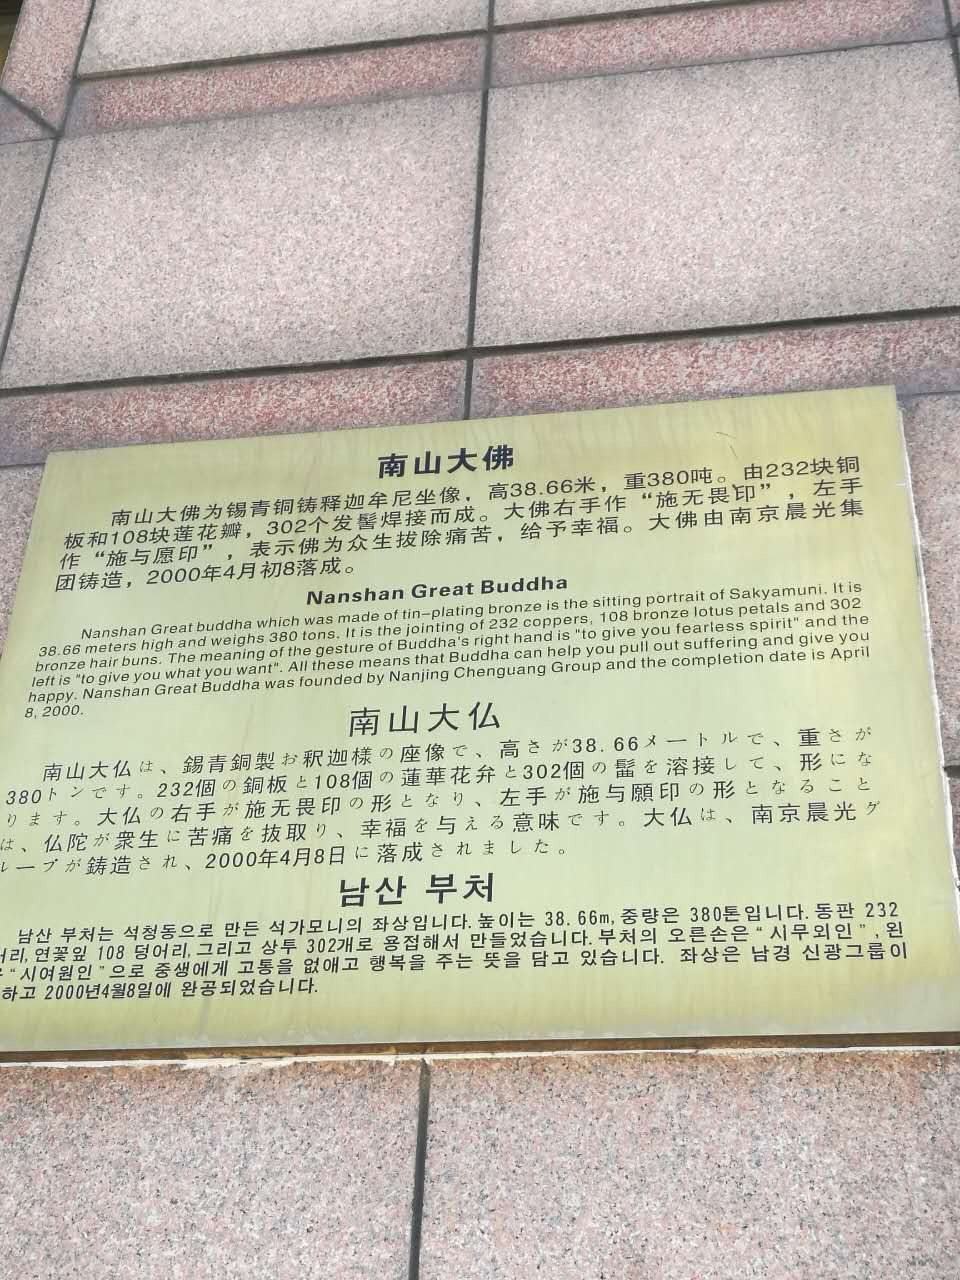 南山大佛
南山大佛为锡青铜铸释迦牟尼坐像，高38.66米，重380吨。由232块铜
板和108块莲花瓣，302个发髻焊接而成。大佛右手作“施无畏印”，左手
作“施与愿印”，表示佛为众生拔除痛苦，给予幸福。大佛由南京晨光集
团铸造，2000年4月初8落成。
Nanshan Great Buddha
Nanshan Great buddha which was made of tin-plating bronze is the sitting portrait of Sakyamuni. It is
38.66 meters high and weighs 380 tons. It is the jointing of 232 coppers, 108 bronze lotus petals and 302
bronze hair buns. The meaning of the gesture of Buddha's right hand is "to give you fearless spirit" and the
left is "to give you what you want". All these means that Buddha can help you pull out suffering and give you
happy. Nanshan Great Buddha was founded by Nanjing Chenguang Group and the completion date is April
8, 2000.
南山大仏
南山大仏は、錫青銅製お釈迦様の座像で、高さが38.66メートルで、重さが
380トンです。232個の銅板と108個の蓮華花弁と302個の髷を溶接して、形にな
ります。大仏の右手が施无畏印の形となり、左手が施与願印の形となること
は、仏陀が衆生に苦痛を抜取り、幸福を与える意味です。大仏は、南京晨光グ
ループが鋳造され、2000年4月8日に落成されました。
남산 부처
남산 부처는 석청동으로 만든 석가모니의 좌상입니다.높이는 38.66m,중량은 380톤입니다.동판 232
어리,연꽃잎 108 덩어리,그리고 상투 302개로 용접해서 만들었습니다.부처의 오른손은“시무외인”,왼
“시여원인”으로 중생에게 고통을 없애고 행복을 주는 뜻을 담고 있습니다. 좌상은 남경 신광그룹이
하고 2000년4월8일에 완공되었습니다.